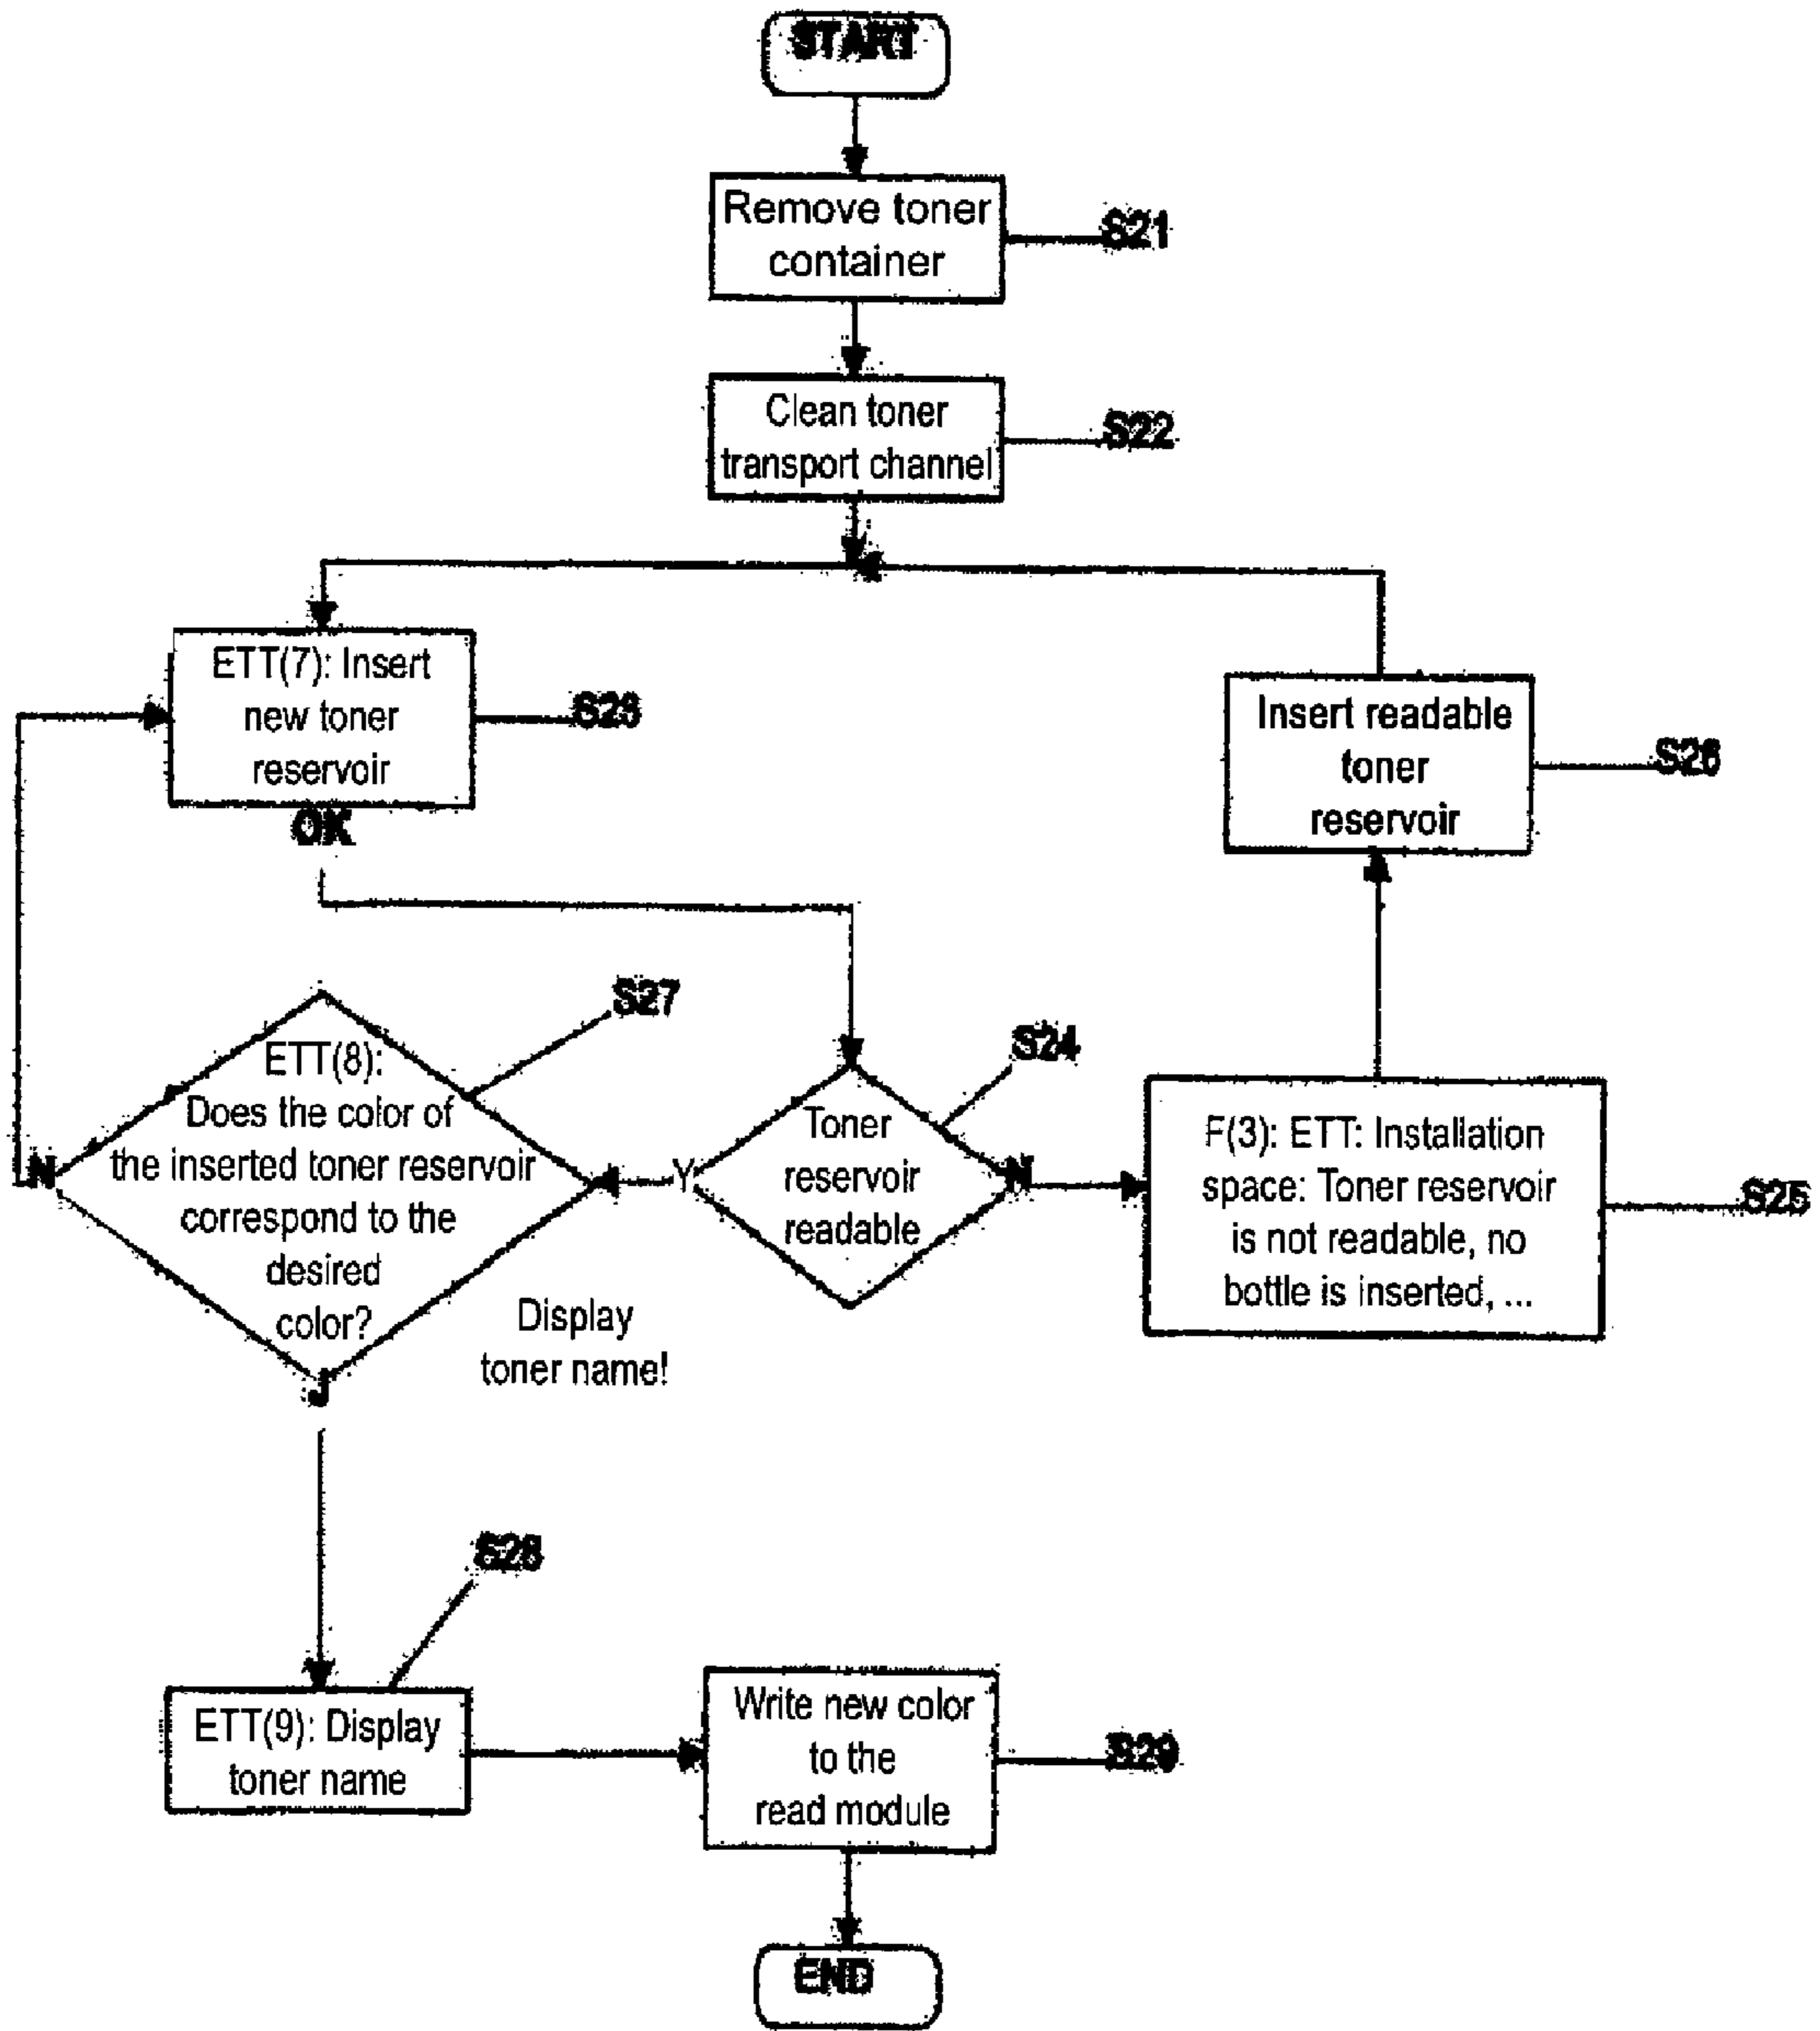 START
Remove toner
container
S21
Clean toner
transport channel
S22
ETT(7): Insert
new toner
reservoir
S23
OK
Insert readable
toner
reservoir
S26
S27
ETT(8):
Does the color of
the inserted toner reservoir
correspond to the
desired
color?
N
J
Display
toner name!
S24
Toner
reservoir
readable
Y
N
F(3): ETT: Installation
space: Toner reservoir
is not readable, no
bottle is inserted, ...
S25
S28
ETT(9): Display
toner name
Write new color
to the
read module
S29
END